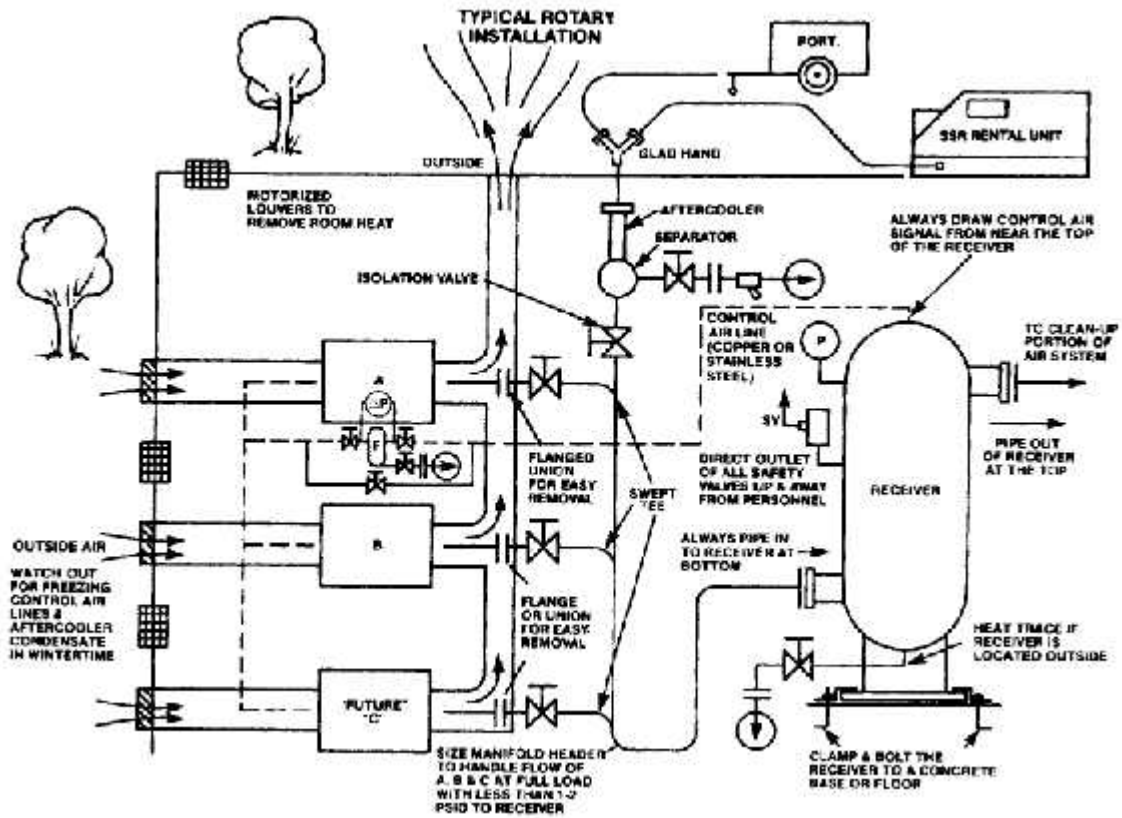 TYPICAL ROTARY
INSTALLATION
PORT.
SSR RENTAL UNIT
GLAD HAND
OUTSIDE
MOTORIZED
LOUVERS TO
REMOVE ROOM HEAT
AFTERCOOLER
SEPARATOR
ALWAYS DRAW CONTROL AIR
SIGNAL FROM NEAR THE TOP
OF THE RECEIVER
ISOLATION VALVE
CONTROL
AIR LINE
(COPPER OR
STAINLESS
STEEL)
P
TO CLEAN-UP
PORTION OF
AIR SYSTEM
A
ΔP
F
SV
PIPE OUT
OF RECEIVER
AT THE TOP
FLANGED
UNION
FOR EASY
REMOVAL
DIRECT OUTLET
OF ALL SAFETY
VALVES UP & AWAY
FROM PERSONNEL
SWEPT
TEE
RECEIVER
OUTSIDE AIR
B
ALWAYS PIPE IN
TO RECEIVER AT
BOTTOM
WATCH OUT
FOR FREEZING
CONTROL AIR
LINES &
AFTERCOOLER
CONDENSATE
IN WINTERTIME
FLANGE
OR UNION
FOR EASY
REMOVAL
HEAT TRACE IF
RECEIVER IS
LOCATED OUTSIDE
"FUTURE"
"C"
SIZE MANIFOLD HEADER
TO HANDLE FLOW OF
A, B & C AT FULL LOAD
WITH LESS THAN 1-2
PSID TO RECEIVER
CLAMP & BOLT THE
RECEIVER TO A CONCRETE
BASE OR FLOOR